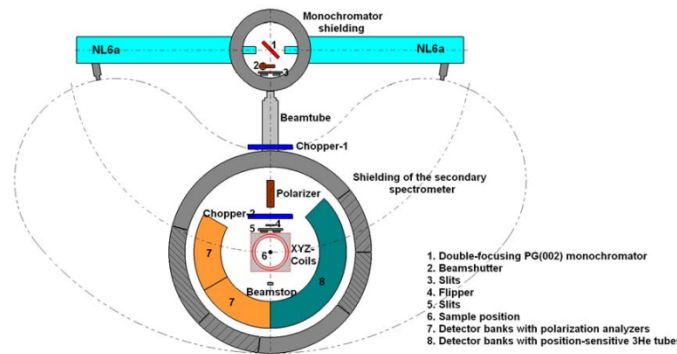 Monochromator
shielding
NL6a
NL6a
1
2
3
Beamtube
Chopper-1
Shielding of the secondary
spectrometer
Polarizer
Chopper-2
4
5
XYZ-
Coils
6
7
8
Beamstop
7
1. Double-focusing PG(002) monochromator
2. Beamshutter
3. Slits
4. Flipper
5. Slits
6. Sample position
7. Detector banks with polarization analyzers
8. Detector banks with position-sensitive 3He tubes